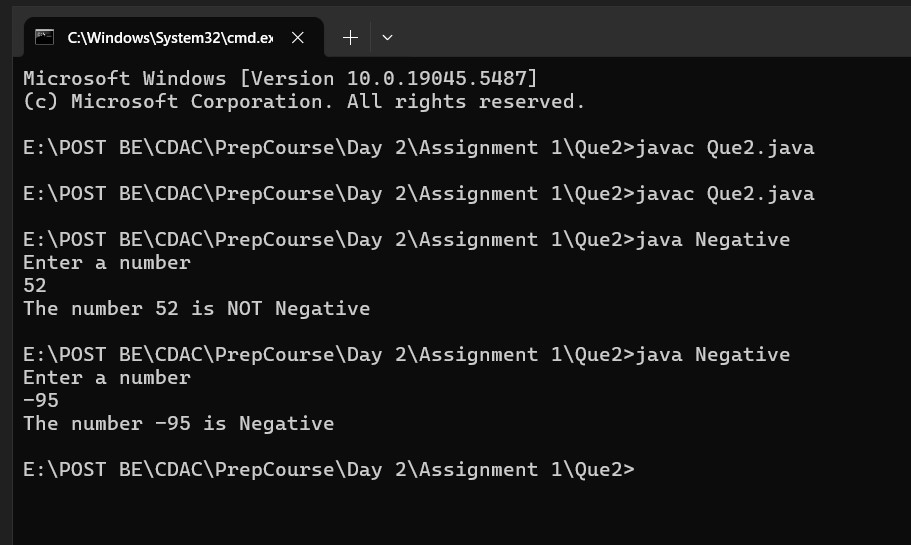 C:\Windows\System32\cmd.ex
Microsoft Windows [Version 10.0.19045.5487]
(c) Microsoft Corporation. All rights reserved.
E:\POST BE\CDAC\PrepCourse\Day 2\Assignment 1\Que2>javac Que2.java
E:\POST BE\CDAC\PrepCourse\Day 2\Assignment 1\Que2>javac Que2.java
E:\POST BE\CDAC\PrepCourse\Day 2\Assignment 1\Que2>java Negative
Enter a number
52
The number 52 is NOT Negative
E:\POST BE\CDAC\PrepCourse\Day 2\Assignment 1\Que2>java Negative
Enter a number
-95
The number -95 is Negative
E:\POST BE\CDAC\PrepCourse\Day 2\Assignment 1\Que2>